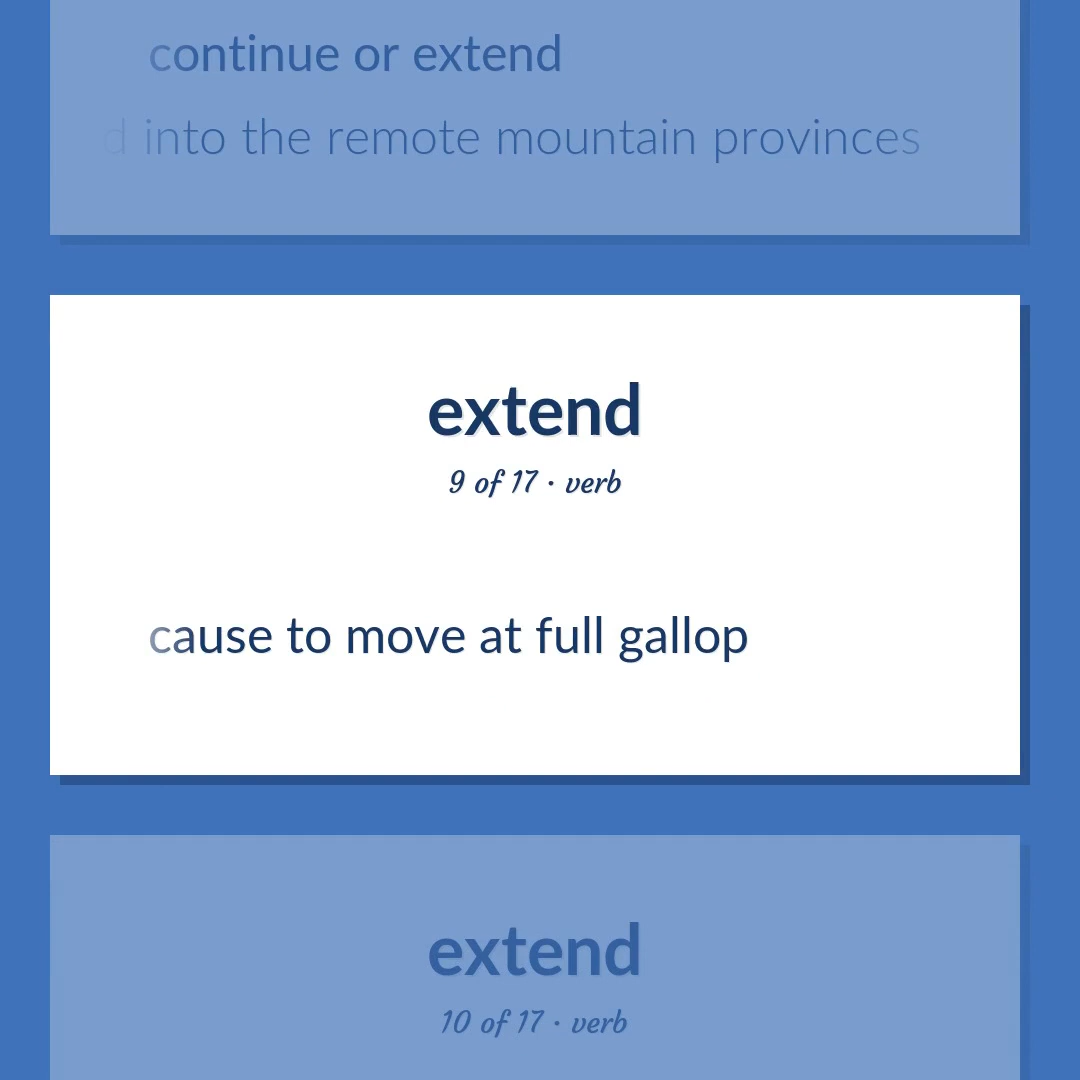 continue or extend
d into the remote mountain provinces
extend
9 of 17 · verb
cause to move at full gallop
extend
10 of 17 · verb